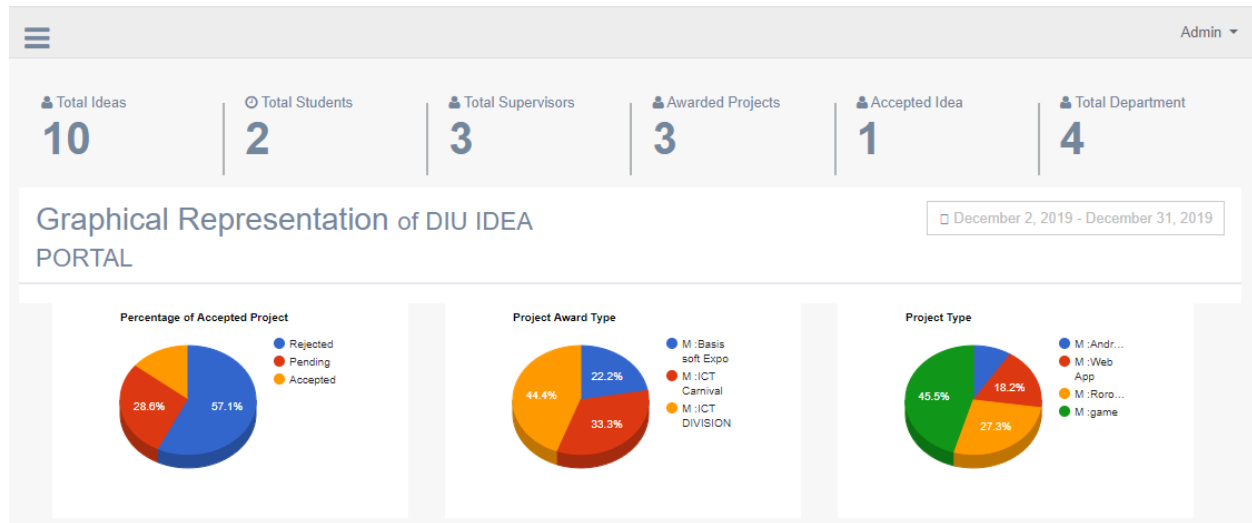 Admin
Total Ideas
10
Total Students
2
Total Supervisors
3
Awarded Projects
3
Accepted Idea
1
Total Department
4
Graphical Representation of DIU IDEA
PORTAL
December 2, 2019 - December 31, 2019
Percentage of Accepted Project
Rejected
Pending
Accepted
28.6%
57.1%
Project Award Type
M :Basis
soft Expo
M :ICT
Carnival
M :ICT
DIVISION
22.2%
44.4%
33.3%
Project Type
M :Andr...
M :Web
App
M :Roro...
M :game
18.2%
45.5%
27.3%